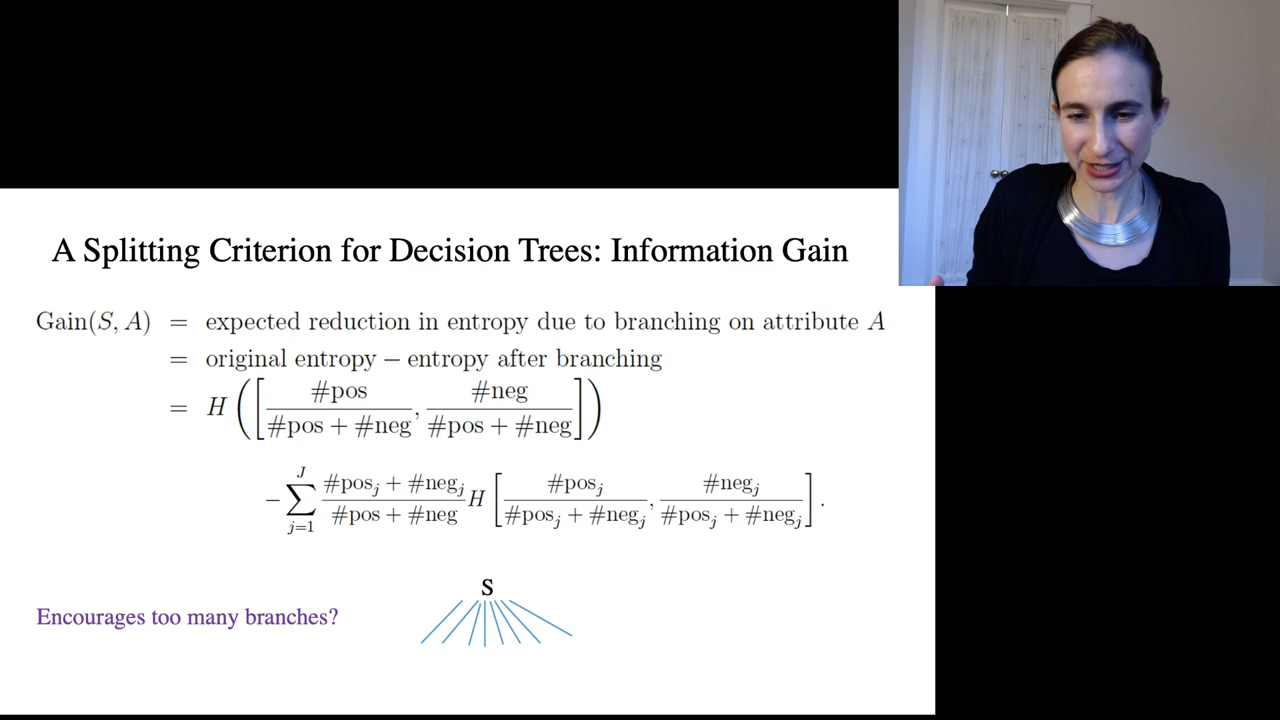 A Splitting Criterion for Decision Trees: Information Gain
Gain(S, A) = expected reduction in entropy due to branching on attribute A
= original entropy − entropy after branching
= H([#pos/(#pos + #neg), #neg/(#pos + #neg)])
−∑_{j=1}^{J} (#pos_j + #neg_j)/(#pos + #neg) H[#pos_j/(#pos_j + #neg_j), #neg_j/(#pos_j + #neg_j)].
S
Encourages too many branches?